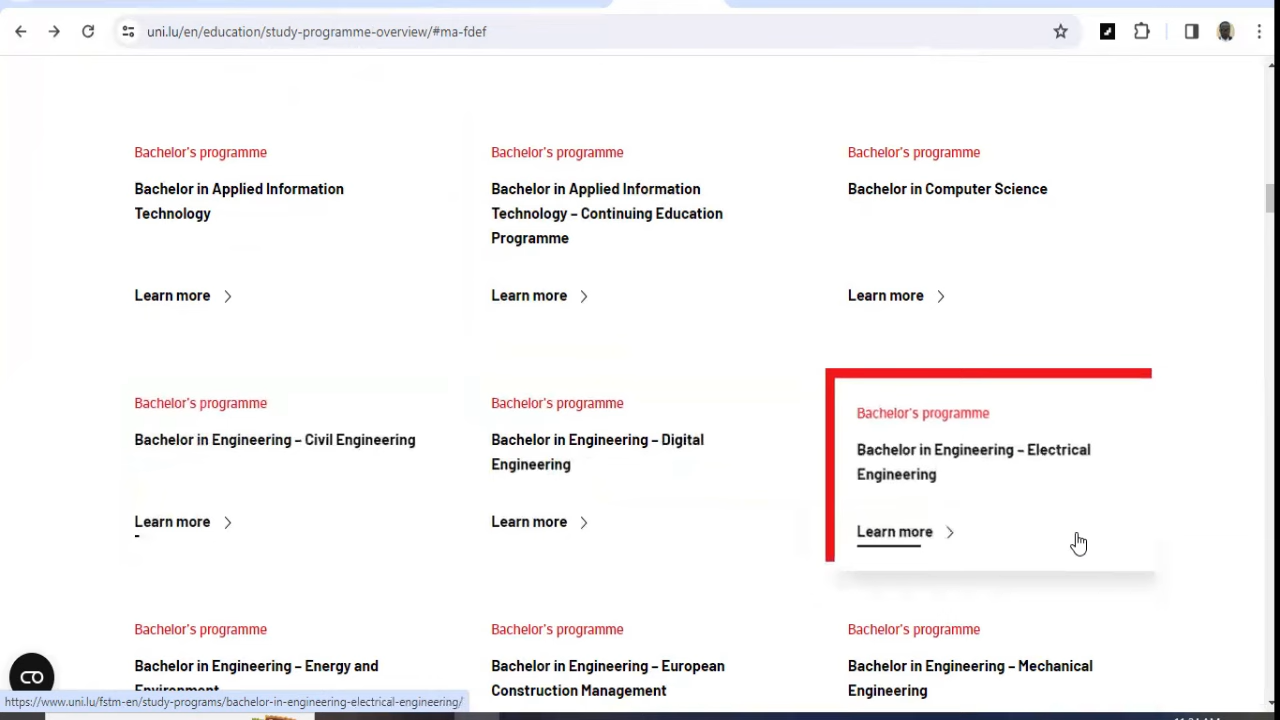 uni.lu/en/education/study-programme-overview/#ma-fdef
Bachelor's programme
Bachelor in Applied Information
Technology
Learn more
Bachelor's programme
Bachelor in Applied Information
Technology – Continuing Education
Programme
Learn more
Bachelor's programme
Bachelor in Computer Science
Learn more
Bachelor's programme
Bachelor in Engineering – Civil Engineering
Learn more
Bachelor's programme
Bachelor in Engineering – Digital
Engineering
Learn more
Bachelor's programme
Bachelor in Engineering – Electrical
Engineering
Learn more
Bachelor's programme
Bachelor in Engineering – Energy and
Environment
Bachelor's programme
Bachelor in Engineering – European
Construction Management
Bachelor's programme
Bachelor in Engineering – Mechanical
Engineering
https://www.uni.lu/fstm-en/study-programs/bachelor-in-engineering-electrical-engineering/